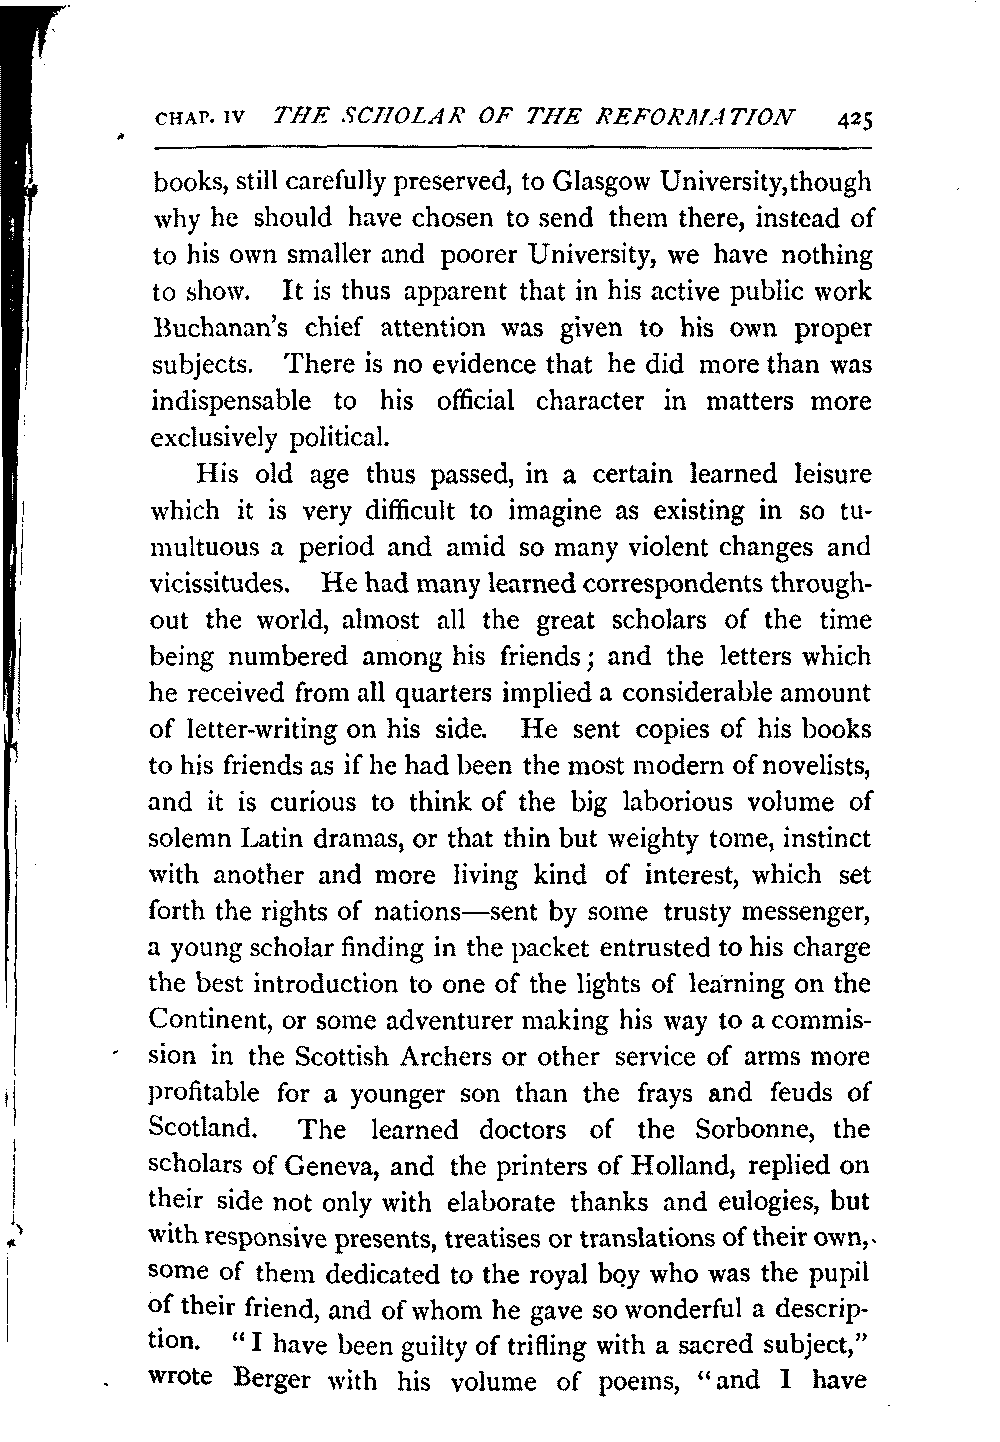 CHAP. IV THE SCHOLAR OF THE REFORMATION 425
books, still carefully preserved, to Glasgow University,though
why he should have chosen to send them there, instead of
to his own smaller and poorer University, we have nothing
to show. It is thus apparent that in his active public work
Buchanan's chief attention was given to his own proper
subjects. There is no evidence that he did more than was
indispensable to his official character in matters more
exclusively political.
His old age thus passed, in a certain learned leisure
which it is very difficult to imagine as existing in so tu-
multuous a period and amid so many violent changes and
vicissitudes. He had many learned correspondents through-
out the world, almost all the great scholars of the time
being numbered among his friends; and the letters which
he received from all quarters implied a considerable amount
of letter-writing on his side. He sent copies of his books
to his friends as if he had been the most modern of novelists,
and it is curious to think of the big laborious volume of
solemn Latin dramas, or that thin but weighty tome, instinct
with another and more living kind of interest, which set
forth the rights of nations—sent by some trusty messenger,
a young scholar finding in the packet entrusted to his charge
the best introduction to one of the lights of learning on the
Continent, or some adventurer making his way to a commis-
sion in the Scottish Archers or other service of arms more
profitable for a younger son than the frays and feuds of
Scotland. The learned doctors of the Sorbonne, the
scholars of Geneva, and the printers of Holland, replied on
their side not only with elaborate thanks and eulogies, but
with responsive presents, treatises or translations of their own,
some of them dedicated to the royal boy who was the pupil
of their friend, and of whom he gave so wonderful a descrip-
tion. "I have been guilty of trifling with a sacred subject,"
wrote Berger with his volume of poems, "and I have